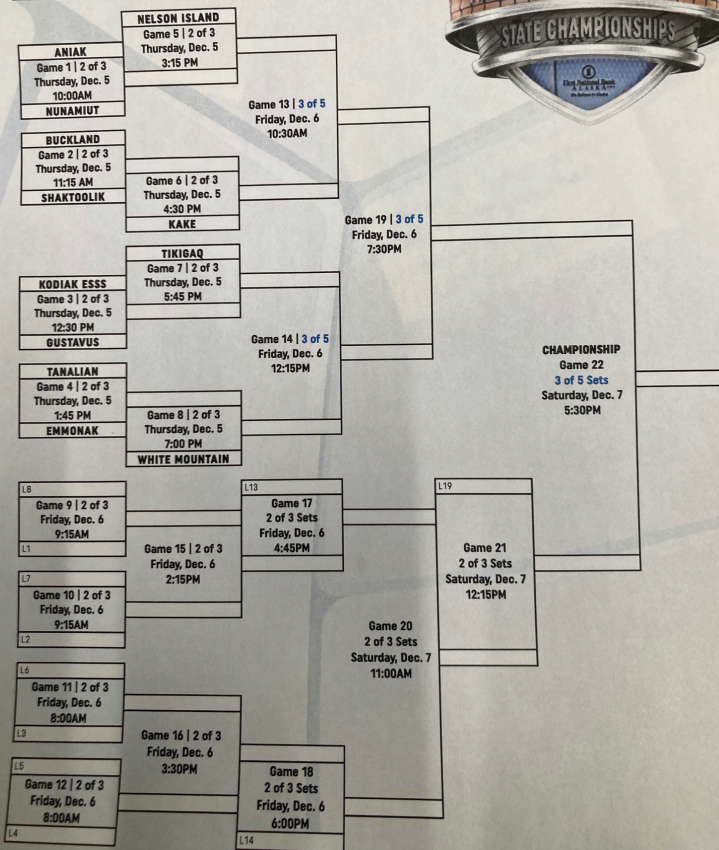 STATE CHAMPIONSHIPS
First National Bank
ALASKA
NELSON ISLAND
Game 5 | 2 of 3
Thursday, Dec. 5
3:15 PM
ANIAK
Game 1 | 2 of 3
Thursday, Dec. 5
10:00AM
NUNAMIUT
Game 13 | 3 of 5
Friday, Dec. 6
10:30AM
BUCKLAND
Game 2 | 2 of 3
Thursday, Dec. 5
11:15 AM
SHAKTOOLIK
Game 6 | 2 of 3
Thursday, Dec. 5
4:30 PM
KAKE
Game 19 | 3 of 5
Friday, Dec. 6
7:30PM
TIKIGAQ
Game 7 | 2 of 3
Thursday, Dec. 5
5:45 PM
KODIAK ESSS
Game 3 | 2 of 3
Thursday, Dec. 5
12:30 PM
GUSTAVUS
Game 14 | 3 of 5
Friday, Dec. 6
12:15PM
TANALIAN
Game 4 | 2 of 3
Thursday, Dec. 5
1:45 PM
EMMONAK
Game 8 | 2 of 3
Thursday, Dec. 5
7:00 PM
WHITE MOUNTAIN
CHAMPIONSHIP
Game 22
3 of 5 Sets
Saturday, Dec. 7
5:30PM
L8
Game 9 | 2 of 3
Friday, Dec. 6
9:15AM
L1
L7
Game 10 | 2 of 3
Friday, Dec. 6
9:15AM
L2
Game 15 | 2 of 3
Friday, Dec. 6
2:15PM
L13
Game 17
2 of 3 Sets
Friday, Dec. 6
4:45PM
L19
Game 21
2 of 3 Sets
Saturday, Dec. 7
12:15PM
Game 20
2 of 3 Sets
Saturday, Dec. 7
11:00AM
L6
Game 11 | 2 of 3
Friday, Dec. 6
8:00AM
L3
L5
Game 12 | 2 of 3
Friday, Dec. 6
8:00AM
L4
Game 16 | 2 of 3
Friday, Dec. 6
3:30PM
Game 18
2 of 3 Sets
Friday, Dec. 6
6:00PM
L14